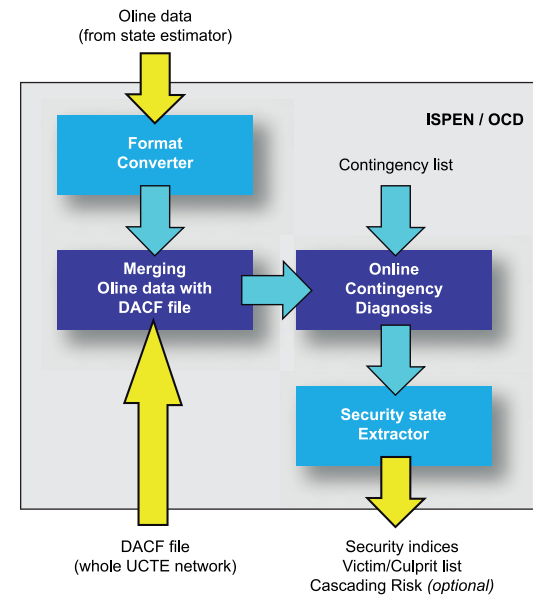 Oline data
(from state estimator)
ISPEN / OCD
Format
Converter
Contingency list
Merging
Oline data with
DACF file
Online
Contingency
Diagnosis
Security state
Extractor
DACF file
(whole UCTE network)
Security indices
Victim/Culprit list
Cascading Risk (optional)